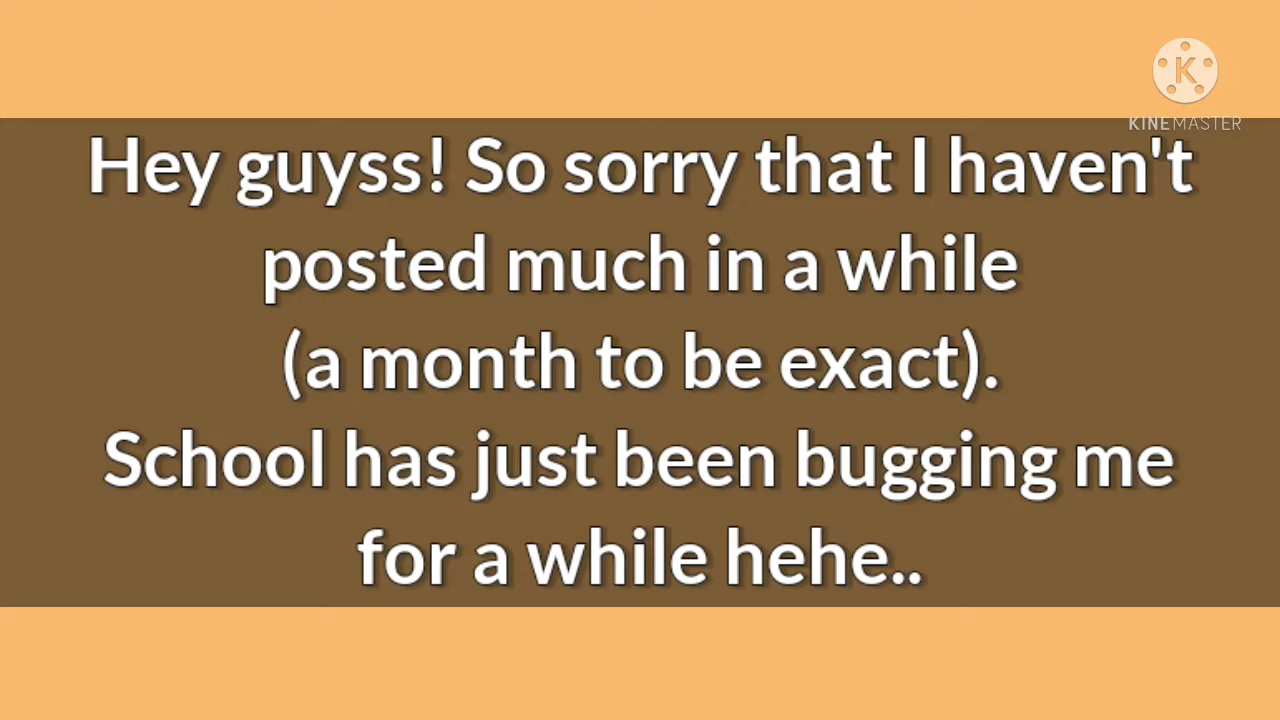 K
KINEMASTER
Hey guyss! So sorry that I haven't
posted much in a while
(a month to be exact).
School has just been bugging me
for a while hehe..